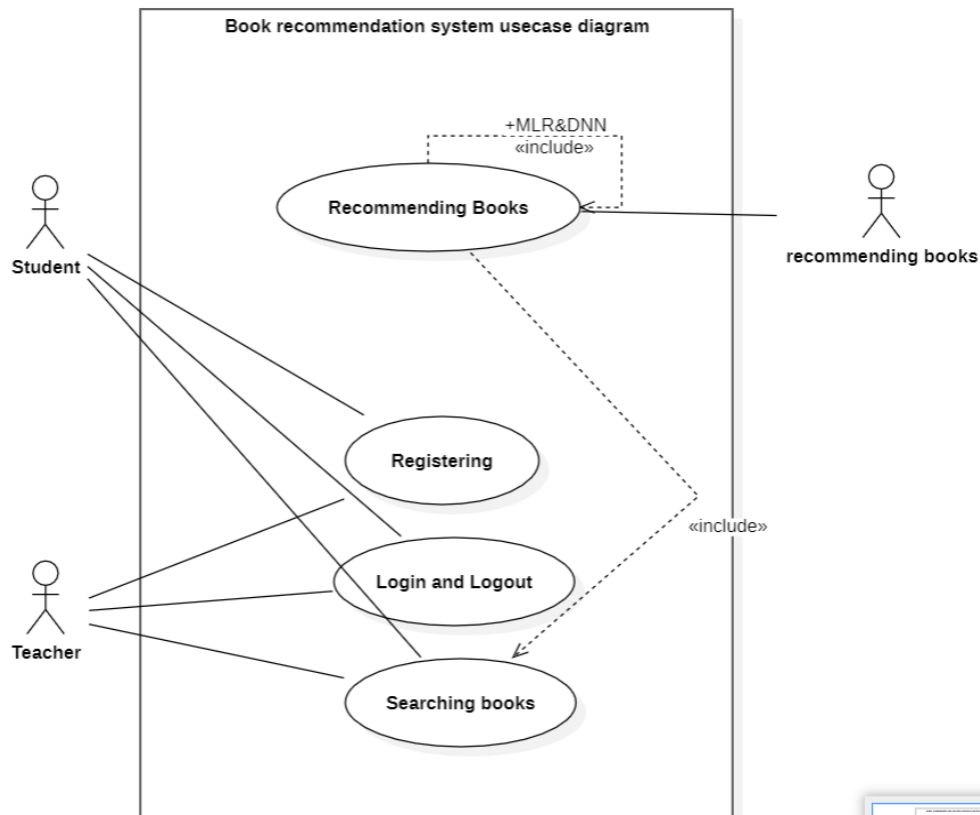 Book recommendation system usecase diagram
+MLR&DNN
«include»
Recommending Books
Student
recommending books
Registering
«include»
Login and Logout
Teacher
Searching books